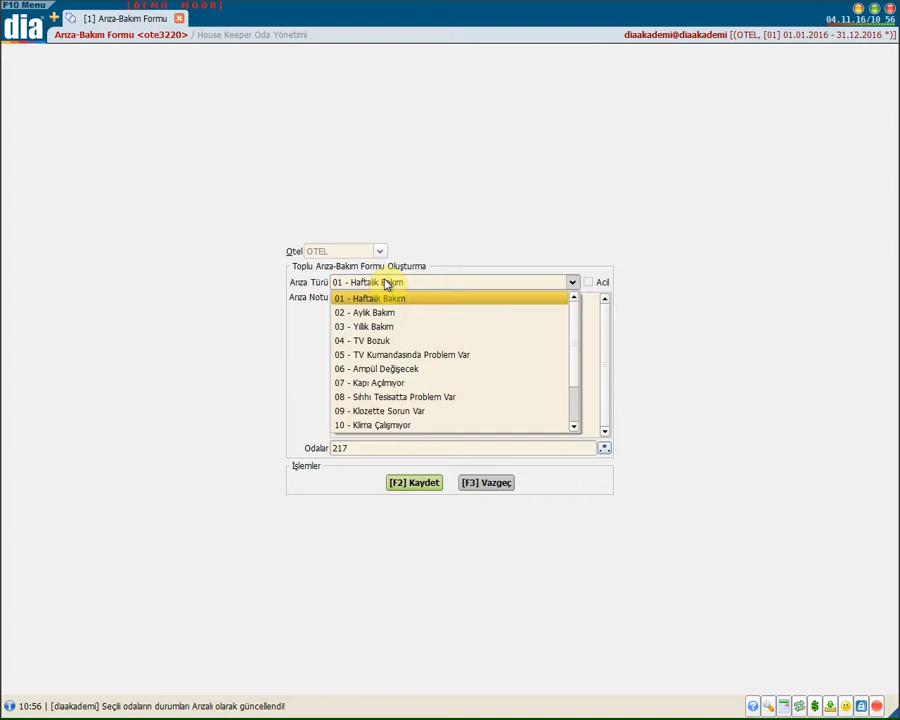 F10 Menu [DEMO MODB]
dia
[1] Arıza-Bakım Formu
04.11.16/10 56
Arıza-Bakım Formu <ote3220> / House Keeper Oda Yönetimi
diaakademi@diaakademi [(OTEL, [01] 01.01.2016 - 31.12.2016 *)]
Otel OTEL
Toplu Arıza-Bakım Formu Oluşturma
Arıza Türü 01 - Haftalık Bakım Acil
Arıza Notu
01 - Haftalık Bakım
02 - Aylık Bakım
03 - Yıllık Bakım
04 - TV Bozuk
05 - TV Kumandasında Problem Var
06 - Ampül Değişecek
07 - Kapı Açılmıyor
08 - Sıhhı Tesisatta Problem Var
09 - Klozette Sorun Var
10 - Klima Çalışmıyor
Odalar 217
İşlemler
[F2] Kaydet [F3] Vazgeç
10:56 | [diaakademi] Seçili odaların durumları Arızalı olarak güncellendi!